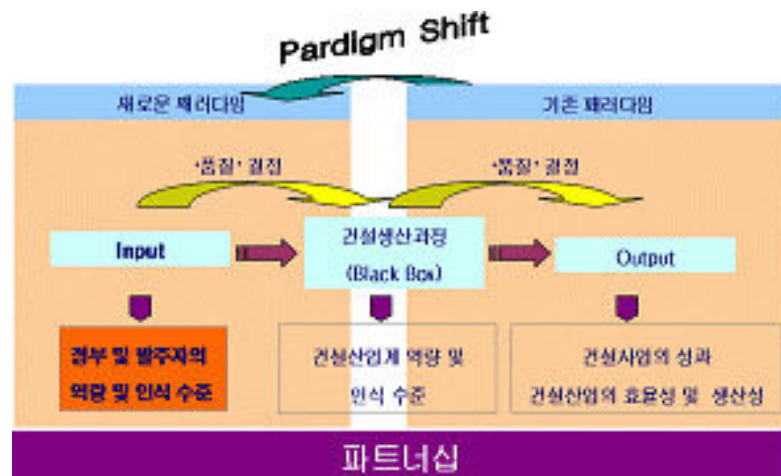 Pardigm Shift
새로운 패러다임
기존 패러다임
·품질· 결정
·품질· 결정
Input
건설생산과정
(Black Box)
Output
정부 및 발주자의
역량 및 인식 수준
건설산업계 역량 및
인식 수준
건설사업의 성과
건설산업의 효율성 및 생산성
파트너십